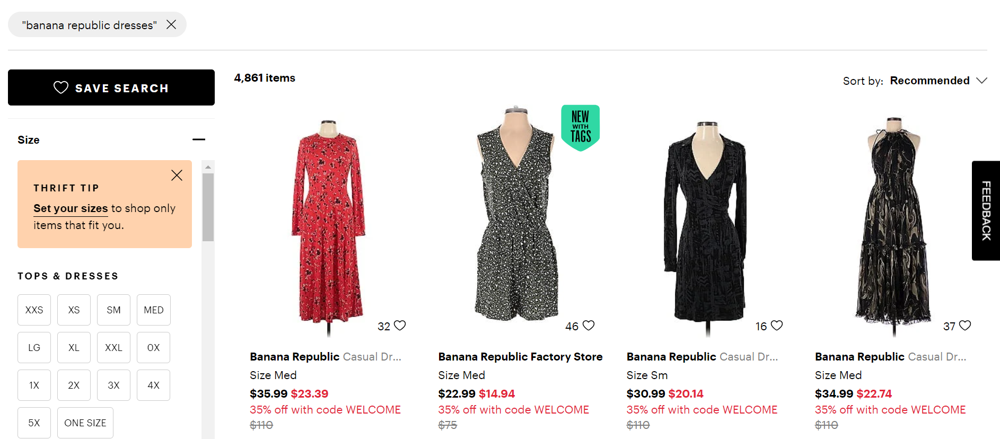 "banana republic dresses"
SAVE SEARCH
4,861 items
Sort by: Recommended
Size
THRIFT TIP
Set your sizes to shop only
items that fit you.
TOPS & DRESSES
XXS XS SM MED
LG XL XXL 0X
1X 2X 3X 4X
5X ONE SIZE
NEW
WITH
TAGS
32
46
16
37
Banana Republic Casual Dr...
Size Med
$35.99 $23.39
35% off with code WELCOME
$110
Banana Republic Factory Store
Size Med
$22.99 $14.94
35% off with code WELCOME
$75
Banana Republic Casual Dr...
Size Sm
$30.99 $20.14
35% off with code WELCOME
$110
Banana Republic Casual Dr...
Size Med
$34.99 $22.74
35% off with code WELCOME
$110
FEEDBACK